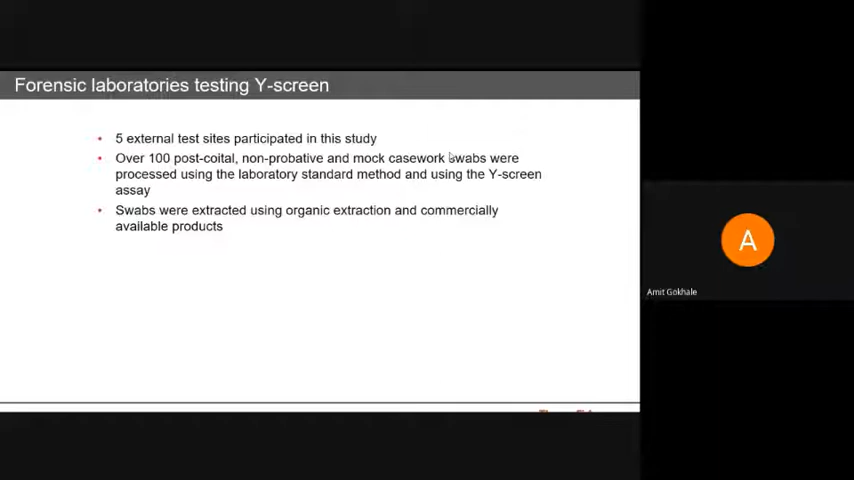 Forensic laboratories testing Y-screen
• 5 external test sites participated in this study
• Over 100 post-coital, non-probative and mock casework swabs were
processed using the laboratory standard method and using the Y-screen
assay
• Swabs were extracted using organic extraction and commercially
available products
A
Amit Gokhale